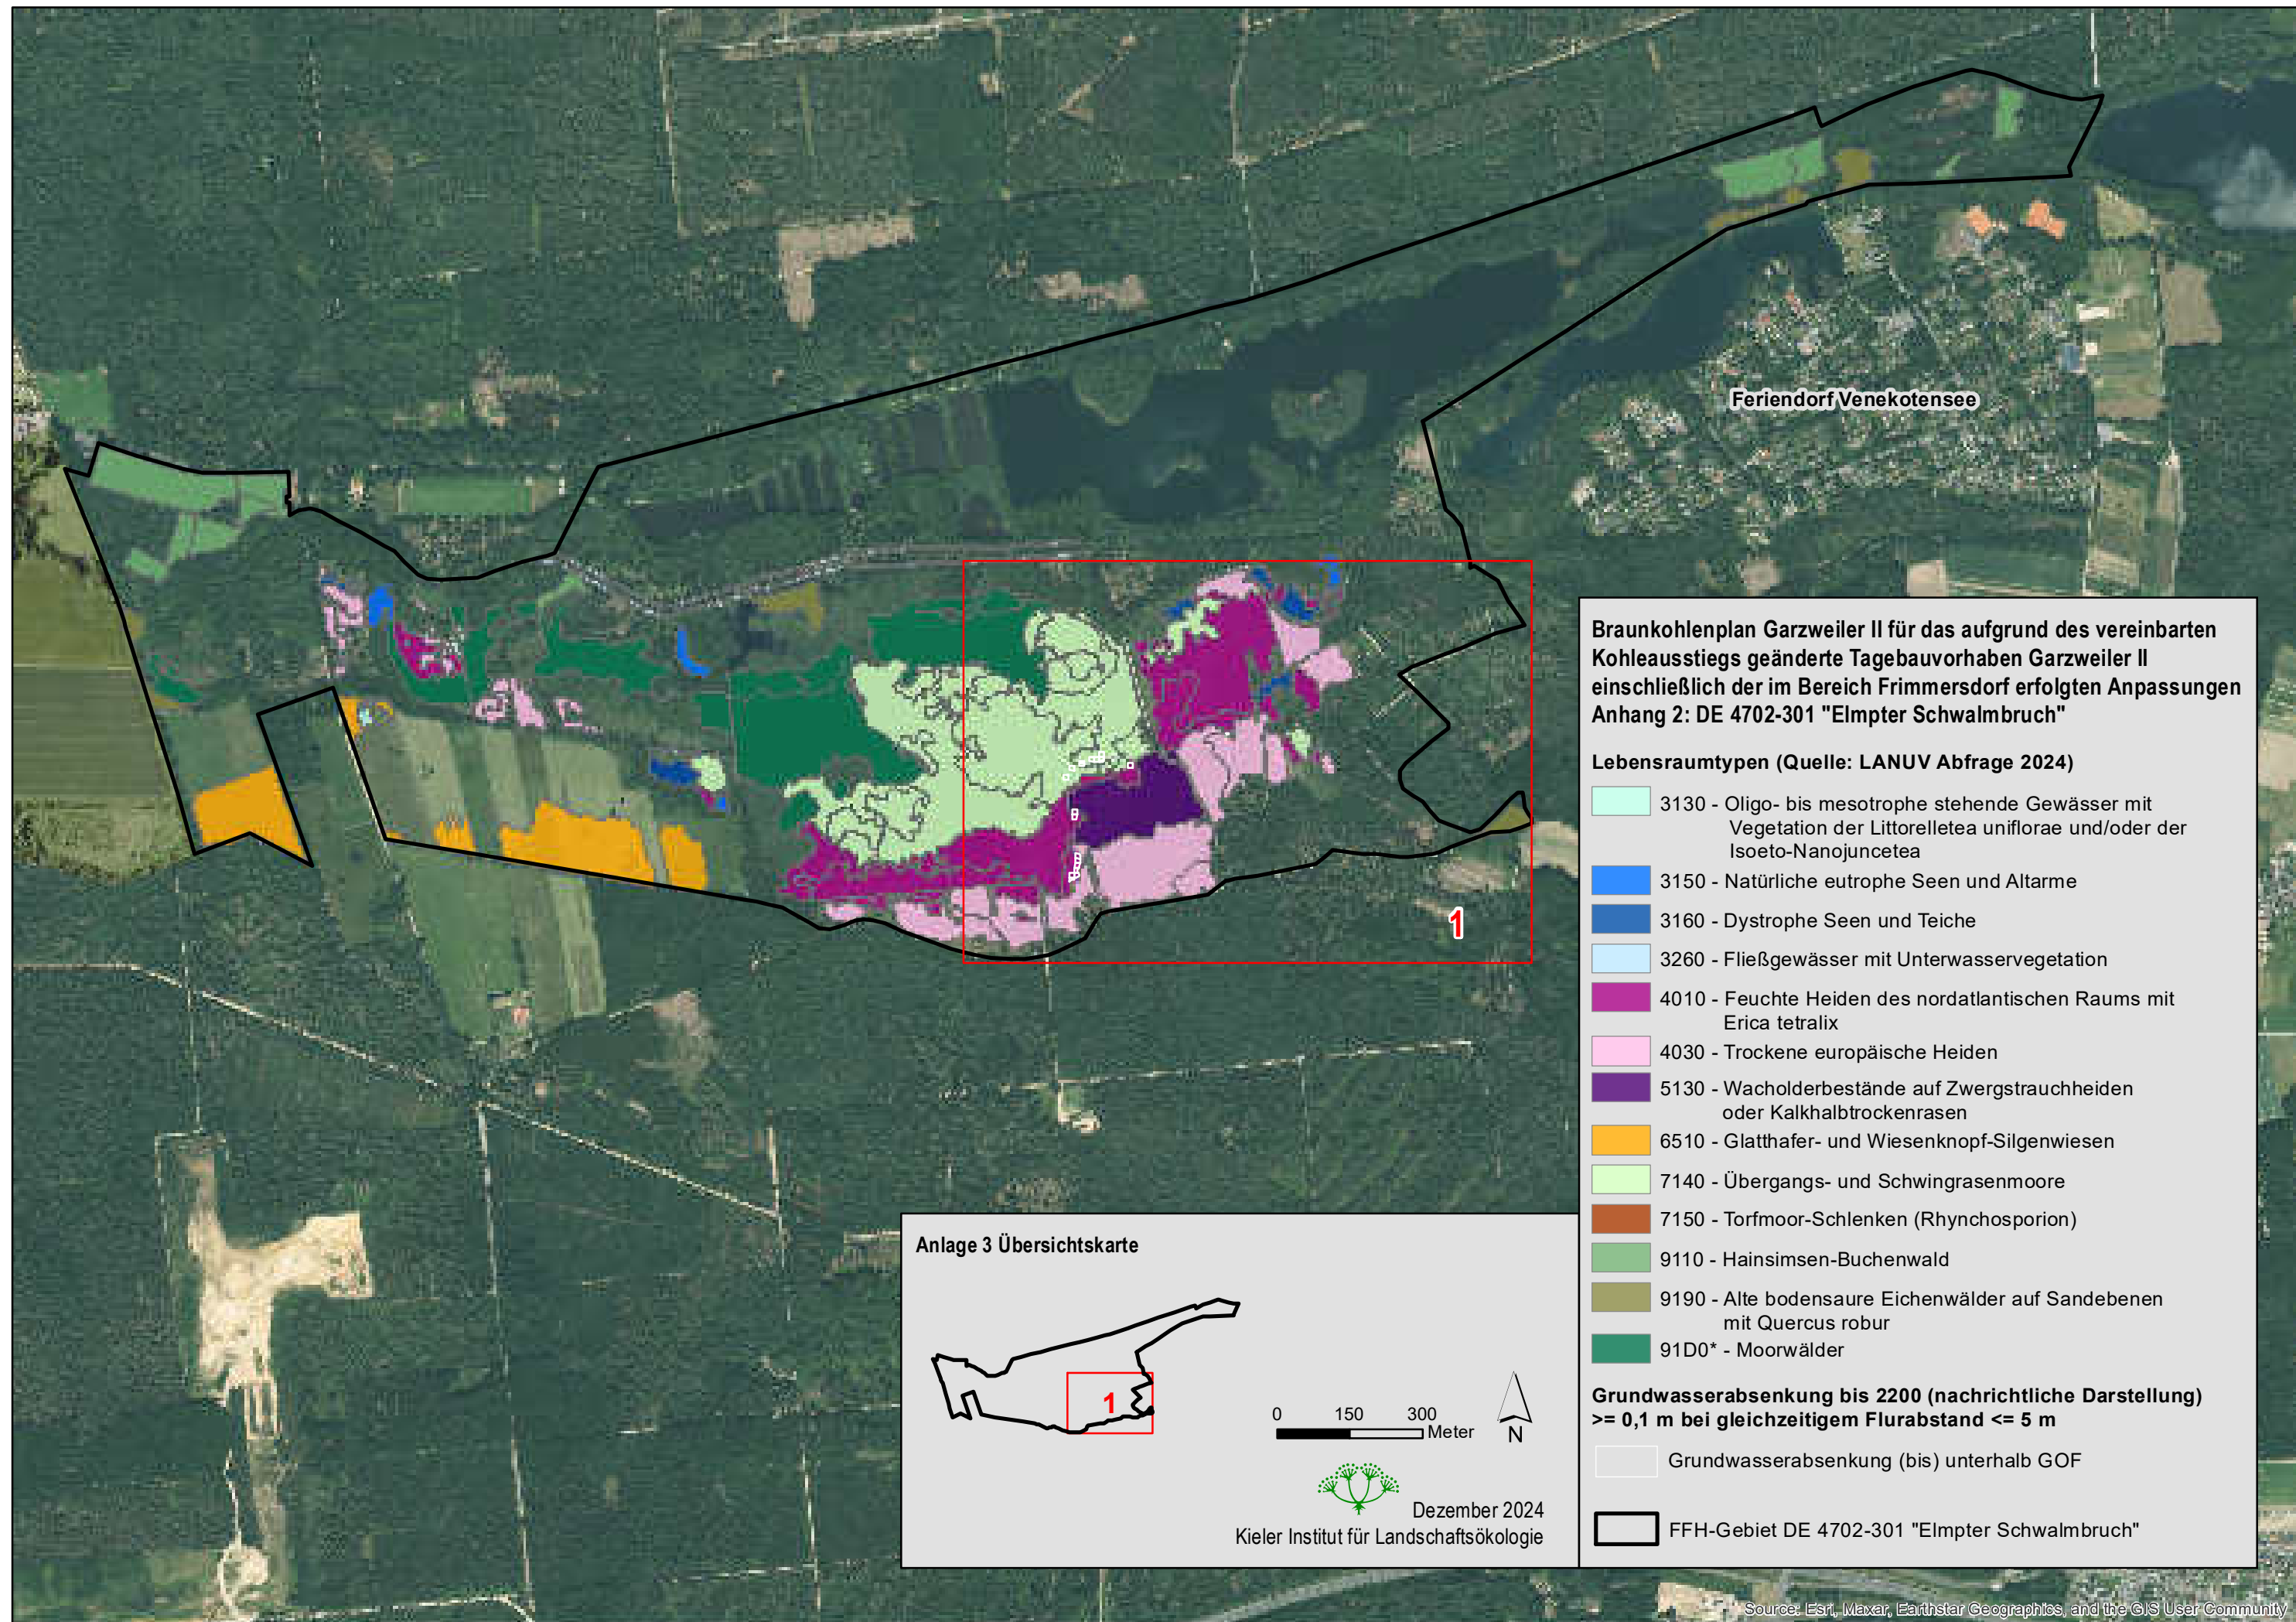 Feriendorf Venekotensee
1
Braunkohlenplan Garzweiler II für das aufgrund des vereinbarten
Kohleausstiegs geänderte Tagebauvorhaben Garzweiler II
einschließlich der im Bereich Frimmersdorf erfolgten Anpassungen
Anhang 2: DE 4702-301 "Elmpter Schwalmbruch"
Lebensraumtypen (Quelle: LANUV Abfrage 2024)
3130 - Oligo- bis mesotrophe stehende Gewässer mit
Vegetation der Littorelletea uniflorae und/oder der
Isoeto-Nanojuncetea
3150 - Natürliche eutrophe Seen und Altarme
3160 - Dystrophe Seen und Teiche
3260 - Fließgewässer mit Unterwasservegetation
4010 - Feuchte Heiden des nordatlantischen Raums mit
Erica tetralix
4030 - Trockene europäische Heiden
5130 - Wacholderbestände auf Zwergstrauchheiden
oder Kalkhalbtrockenrasen
6510 - Glatthafer- und Wiesenknopf-Silgenwiesen
7140 - Übergangs- und Schwingrasenmoore
7150 - Torfmoor-Schlenken (Rhynchosporion)
9110 - Hainsimsen-Buchenwald
9190 - Alte bodensaure Eichenwälder auf Sandebenen
mit Quercus robur
91D0* - Moorwälder
Grundwasserabsenkung bis 2200 (nachrichtliche Darstellung)
>= 0,1 m bei gleichzeitigem Flurabstand <= 5 m
Grundwasserabsenkung (bis) unterhalb GOF
FFH-Gebiet DE 4702-301 "Elmpter Schwalmbruch"
Anlage 3 Übersichtskarte
1
0 150 300
Meter
N
Dezember 2024
Kieler Institut für Landschaftsökologie
Source: Esri, Maxar, Earthstar Geographics, and the GIS User Community